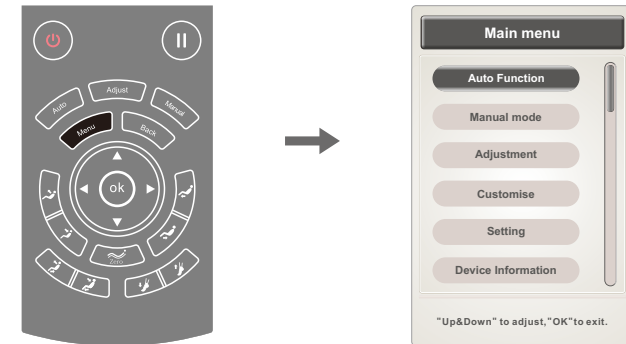 Adjust
Auto
Manual
Menu
Back
ok
Zero
Main menu
Auto Function
Manual mode
Adjustment
Customise
Setting
Device Information
"Up&Down" to adjust,"OK"to exit.